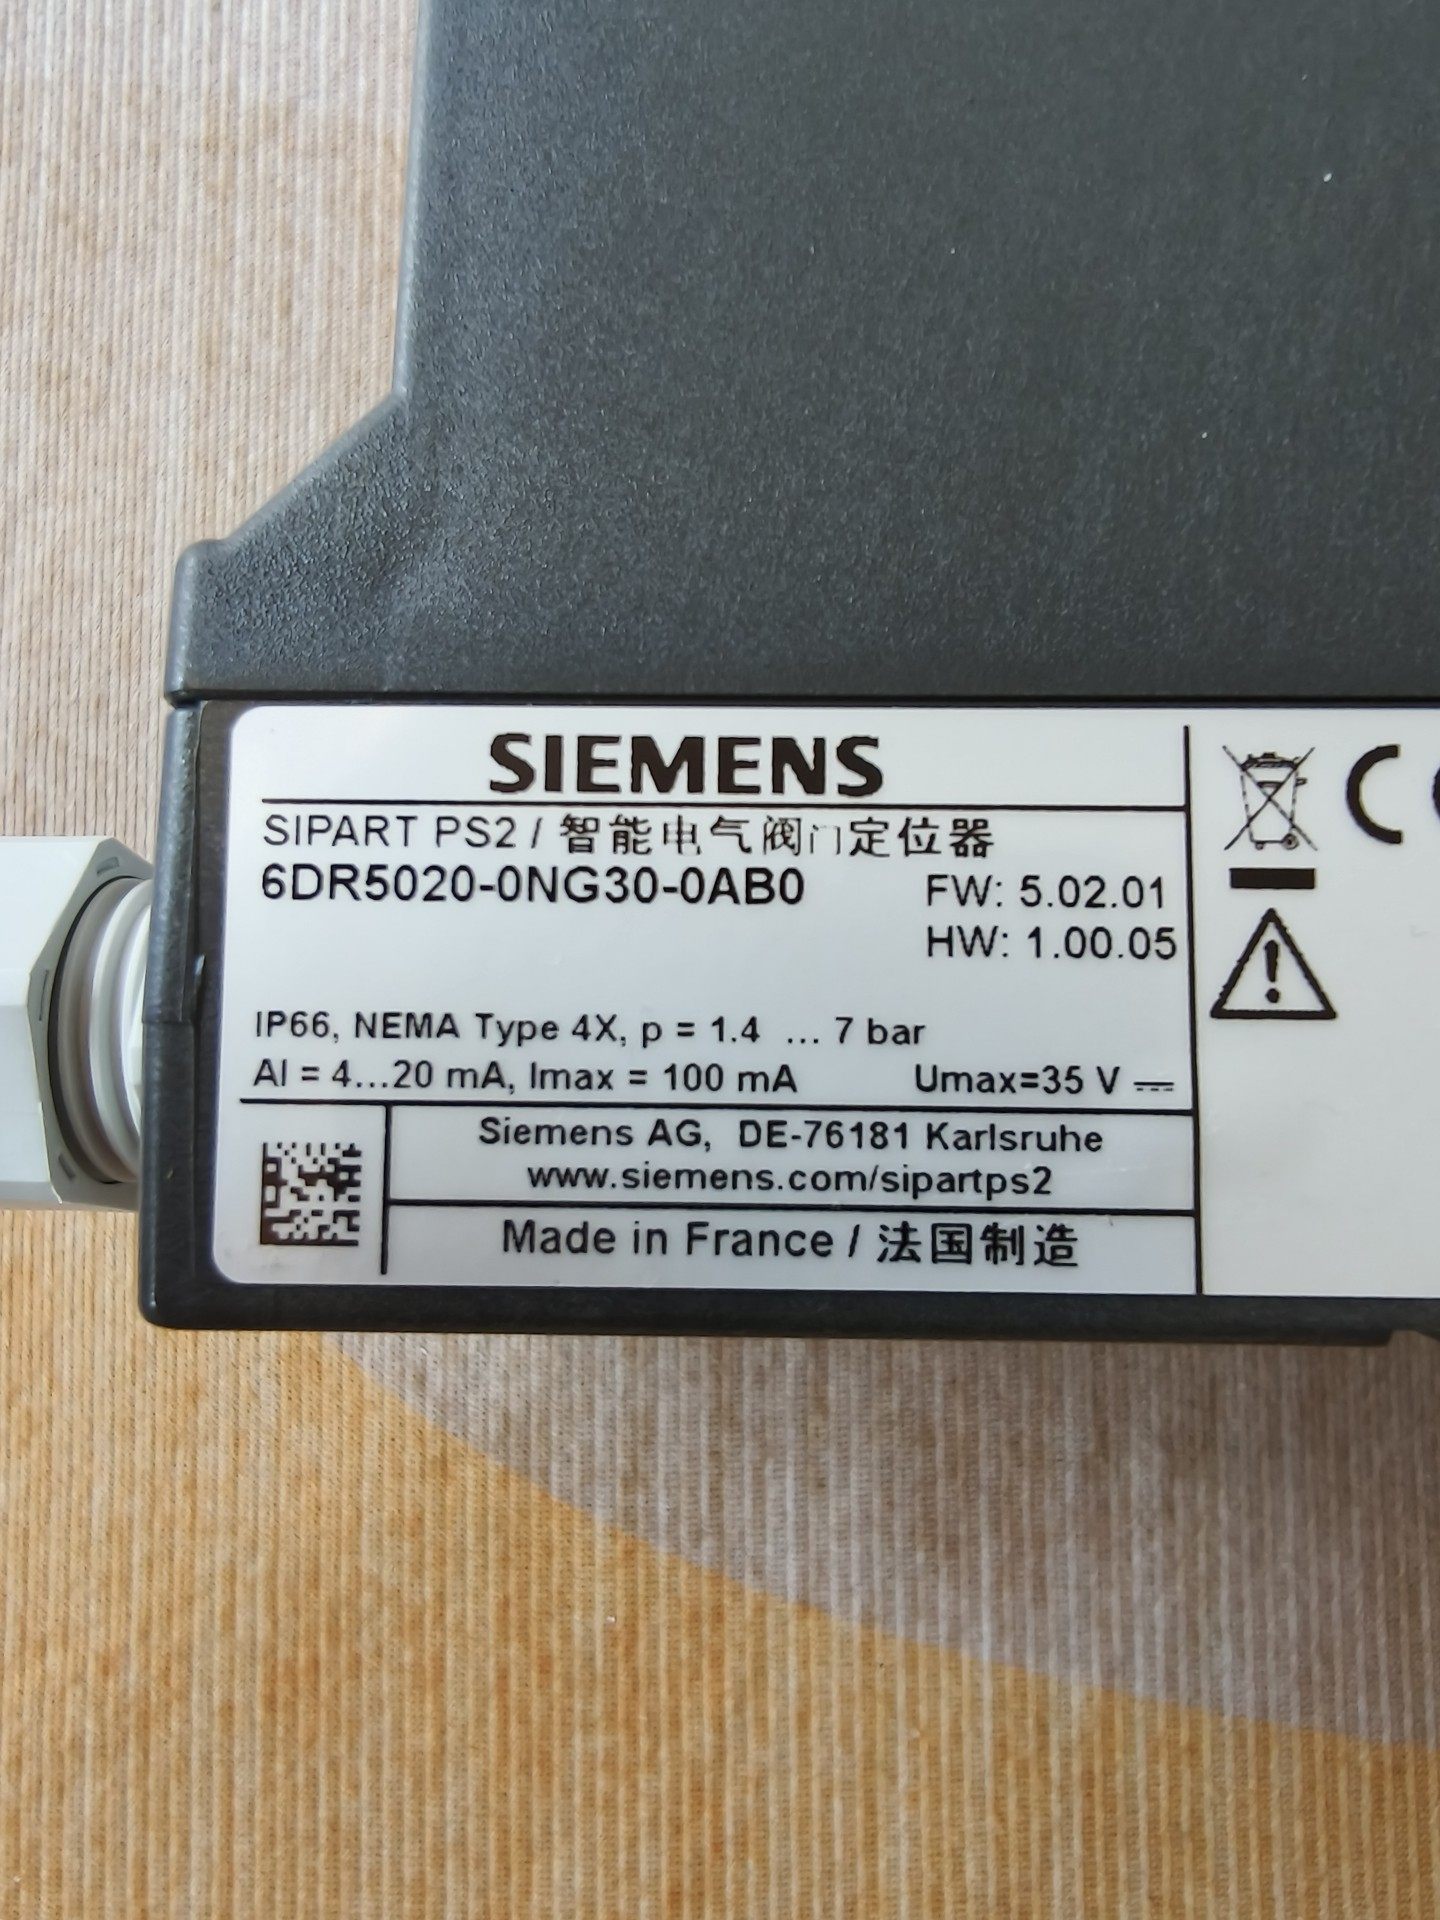 SIEMENS
SIPART PS2 / 智能电气阀门定位器
6DR5020-0NG30-0AB0
FW: 5.02.01
HW: 1.00.05
IP66, NEMA Type 4X, p = 1.4 ... 7 bar
AI = 4...20 mA, Imax = 100 mA
Umax=35 V ⎓
Siemens AG, DE-76181 Karlsruhe
www.siemens.com/sipartps2
Made in France / 法国制造